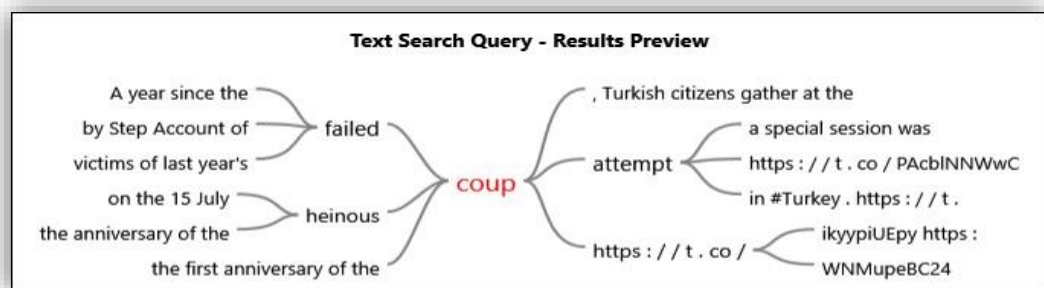 Text Search Query - Results Preview
A year since the
by Step Account of
victims of last year's
failed
on the 15 July
the anniversary of the
heinous
the first anniversary of the
coup
, Turkish citizens gather at the
attempt
a special session was
https : / / t . co / PAcblNNWwC
in #Turkey . https : / / t .
https : / / t . co /
ikyypiUEpy https :
WNMupeBC24